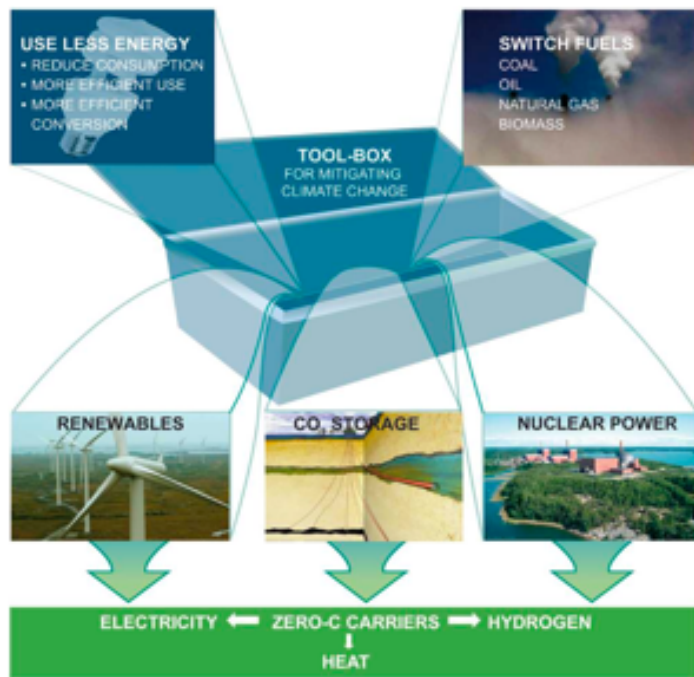 USE LESS ENERGY
• REDUCE CONSUMPTION
• MORE EFFICIENT USE
• MORE EFFICIENT
CONVERSION
SWITCH FUELS
COAL
OIL
NATURAL GAS
BIOMASS
TOOL-BOX
FOR MITIGATING
CLIMATE CHANGE
RENEWABLES
CO₂ STORAGE
NUCLEAR POWER
ELECTRICITY ← ZERO-C CARRIERS → HYDROGEN
↓
HEAT